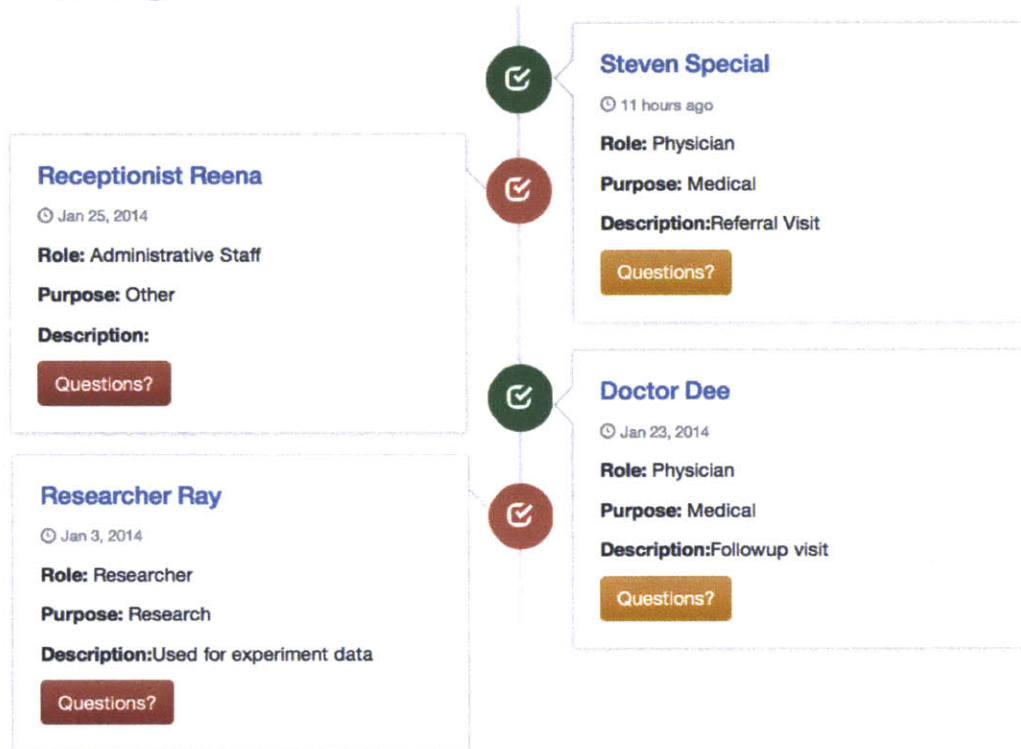 Steven Special
11 hours ago
Role: Physician
Purpose: Medical
Description:Referral Visit
Questions?
Receptionist Reena
Jan 25, 2014
Role: Administrative Staff
Purpose: Other
Description:
Questions?
Doctor Dee
Jan 23, 2014
Role: Physician
Purpose: Medical
Description:Followup visit
Questions?
Researcher Ray
Jan 3, 2014
Role: Researcher
Purpose: Research
Description:Used for experiment data
Questions?